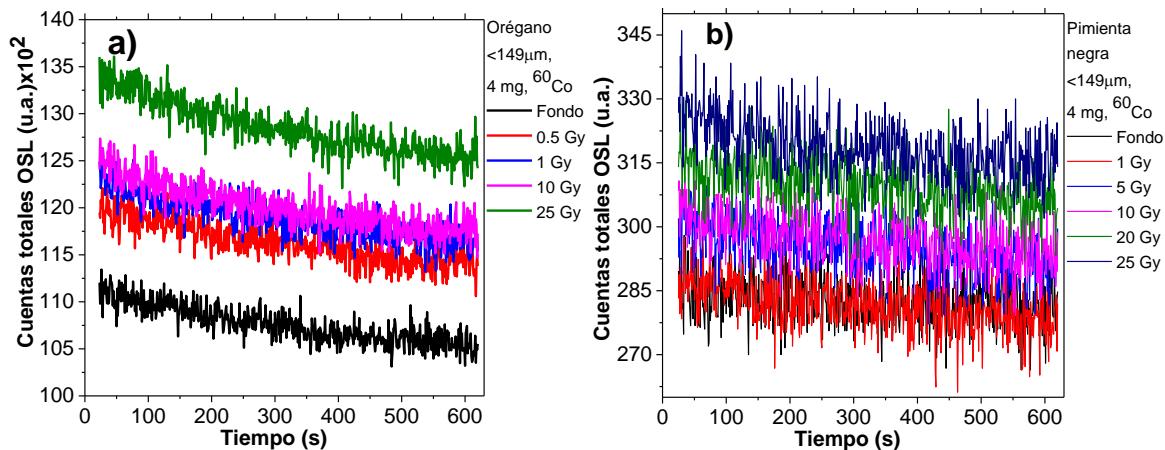 a)
Orégano
<149μm,
4 mg, ⁶⁰Co
Fondo
0.5 Gy
1 Gy
10 Gy
25 Gy
Cuentas totales OSL (u.a.)x10²
140
135
130
125
120
115
110
105
100
0 100 200 300 400 500 600
Tiempo (s)
b)
Pimienta
negra
<149μm,
4 mg, ⁶⁰Co
Fondo
1 Gy
5 Gy
10 Gy
20 Gy
25 Gy
Cuentas totales OSL (u.a.)
345
330
315
300
285
270
0 100 200 300 400 500 600
Tiempo (s)